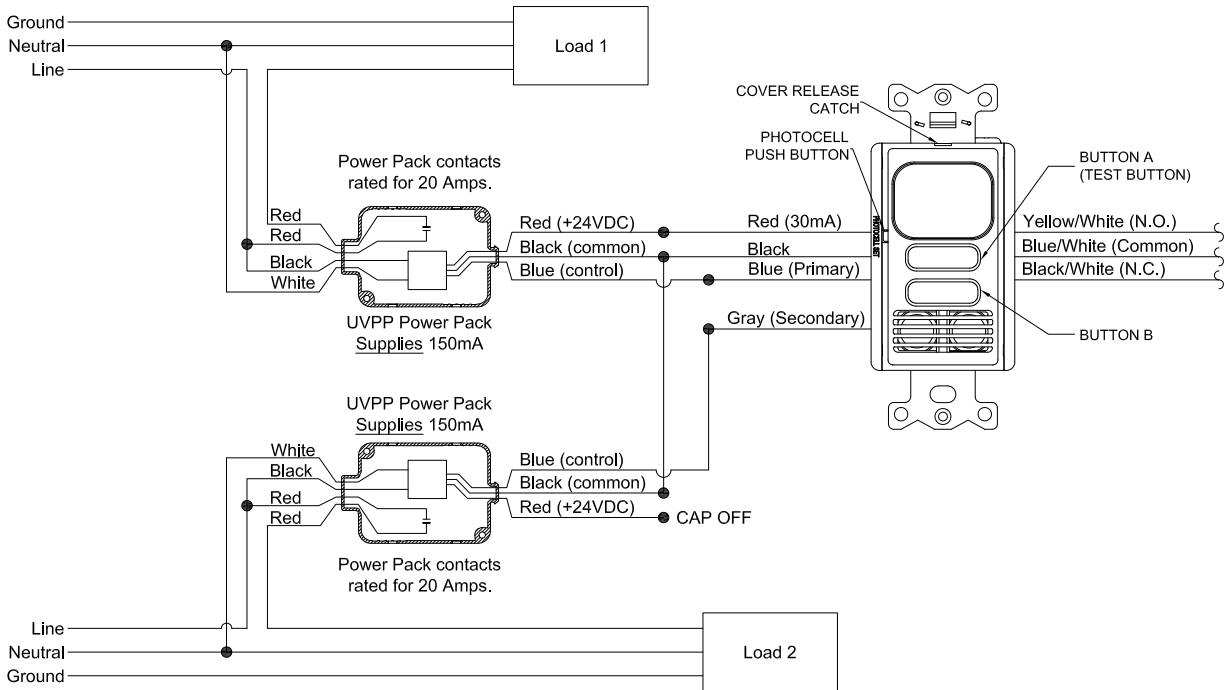 Ground
Neutral
Line
Load 1
COVER RELEASE
CATCH
PHOTOCELL
PUSH BUTTON
BUTTON A
(TEST BUTTON)
Power Pack contacts
rated for 20 Amps.
Red
Red
Black
White
Red (+24VDC)
Black (common)
Blue (control)
Red (30mA)
Black
Blue (Primary)
Gray (Secondary)
PHOTOCELL SET
Yellow/White (N.O.)
Blue/White (Common)
Black/White (N.C.)
BUTTON B
UVPP Power Pack
Supplies 150mA
UVPP Power Pack
Supplies 150mA
White
Black
Red
Red
Blue (control)
Black (common)
Red (+24VDC)
CAP OFF
Power Pack contacts
rated for 20 Amps.
Line
Neutral
Ground
Load 2